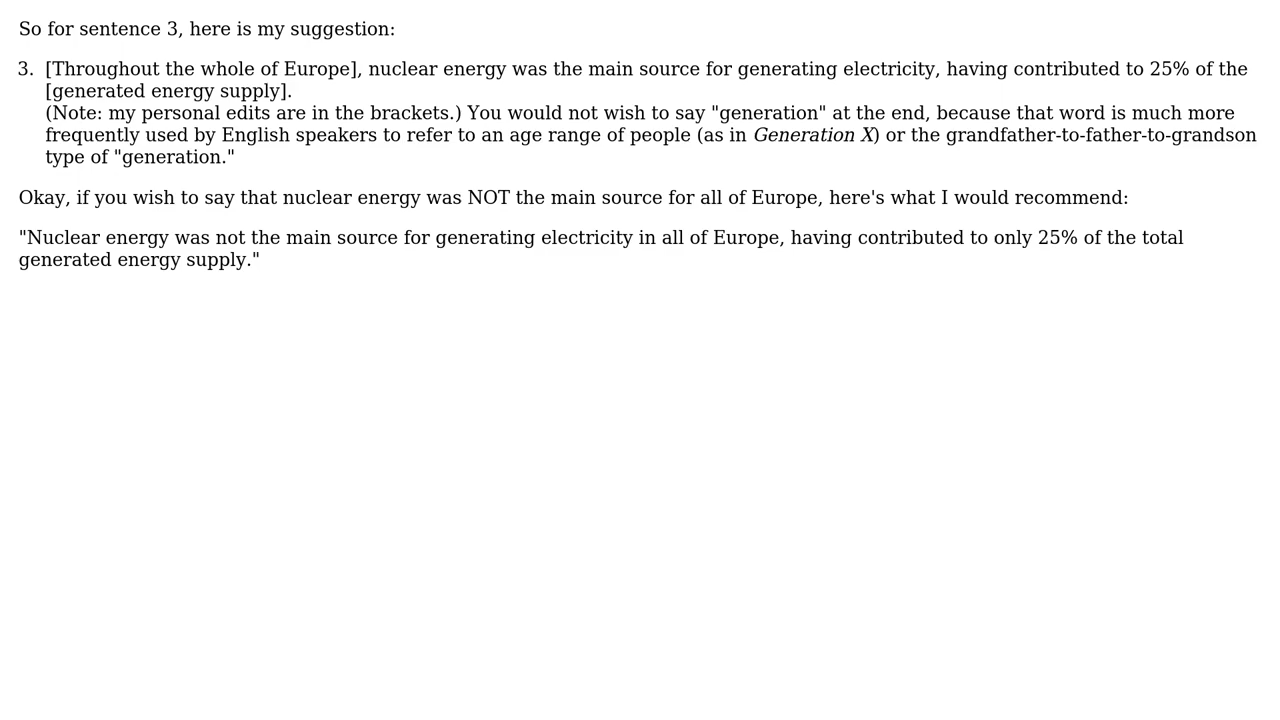 So for sentence 3, here is my suggestion:
3. [Throughout the whole of Europe], nuclear energy was the main source for generating electricity, having contributed to 25% of the
[generated energy supply].
(Note: my personal edits are in the brackets.) You would not wish to say "generation" at the end, because that word is much more
frequently used by English speakers to refer to an age range of people (as in Generation X) or the grandfather-to-father-to-grandson
type of "generation."
Okay, if you wish to say that nuclear energy was NOT the main source for all of Europe, here's what I would recommend:
"Nuclear energy was not the main source for generating electricity in all of Europe, having contributed to only 25% of the total
generated energy supply."